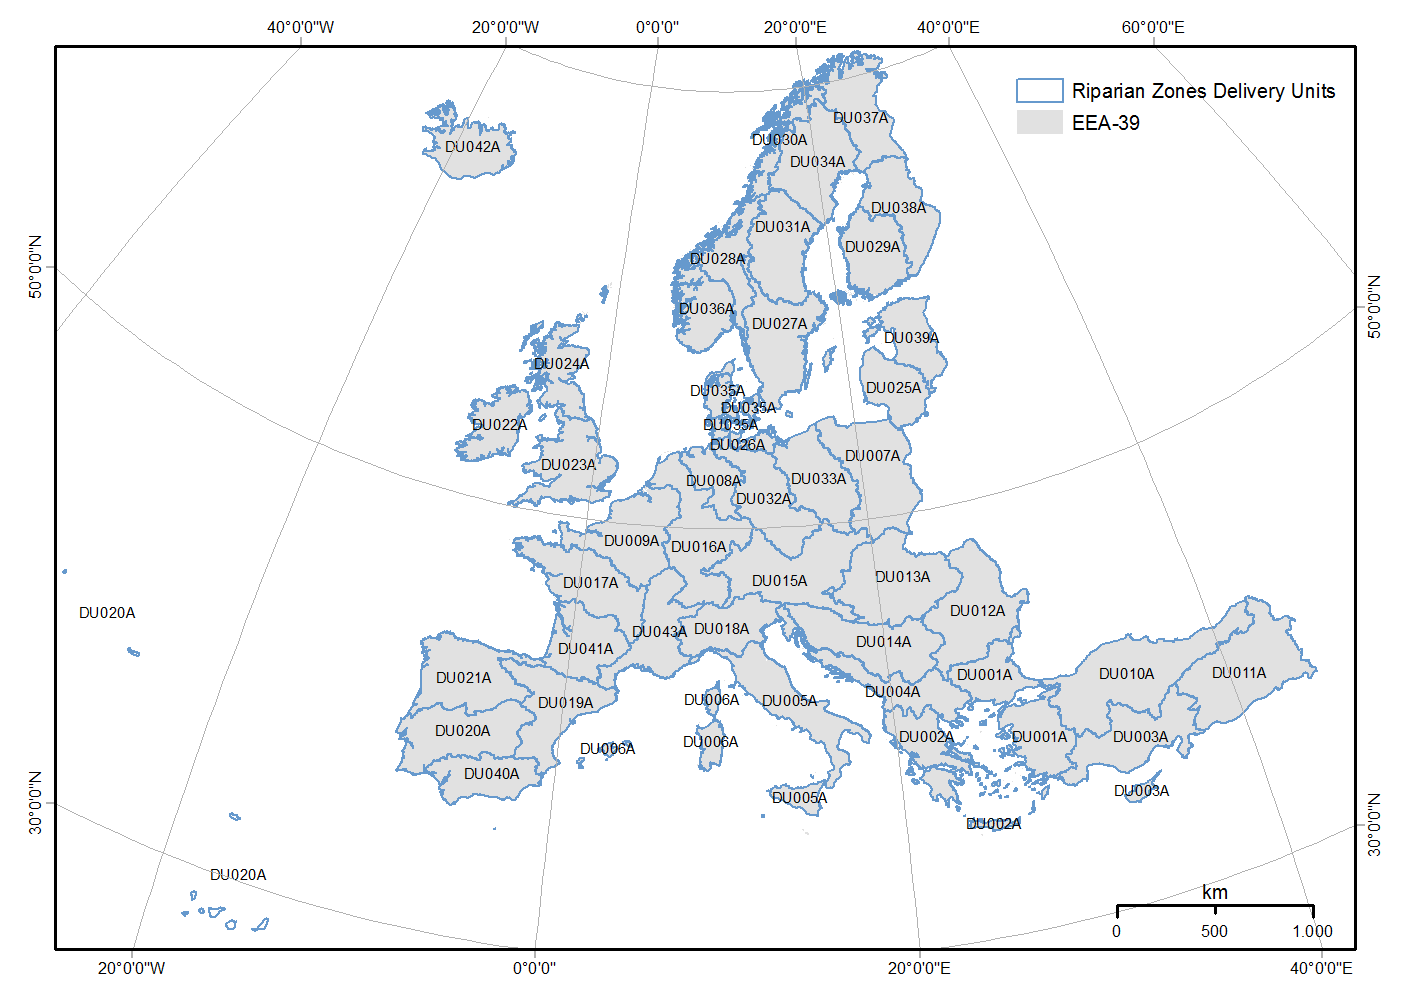 40°0'0"W
20°0'0"W
0°0'0"
20°0'0"E
40°0'0"E
60°0'0"E
Riparian Zones Delivery Units
EEA-39
DU037A
DU030A
DU042A
DU034A
DU038A
DU031A
DU029A
50°0'0"N
DU028A
50°0'0"N
DU036A
DU027A
DU039A
DU024A
DU025A
DU035A
DU035A
DU022A
DU035A
DU026A
DU007A
DU023A
DU008A
DU033A
DU032A
DU009A
DU016A
DU013A
DU015A
DU017A
DU020A
DU012A
DU018A
DU043A
DU014A
DU041A
DU010A
DU011A
DU001A
DU021A
DU004A
DU006A
DU005A
DU019A
DU020A
DU002A
DU001A
DU003A
DU006A
DU006A
DU040A
DU003A
DU005A
30°0'0"N
DU002A
30°0'0"N
DU020A
km
0 500 1.000
20°0'0"W
0°0'0"
20°0'0"E
40°0'0"E